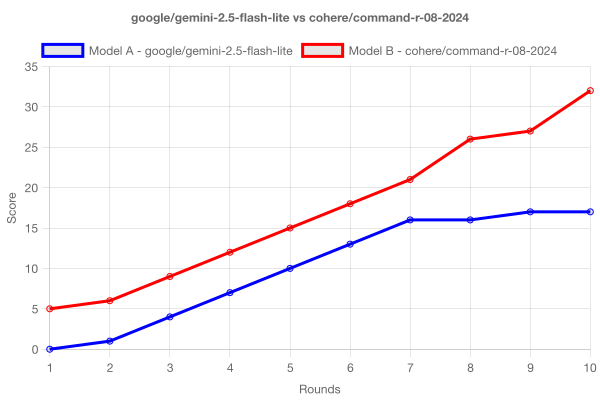 google/gemini-2.5-flash-lite vs cohere/command-r-08-2024
Model A - google/gemini-2.5-flash-lite Model B - cohere/command-r-08-2024
35
30
25
20
15
10
5
0
Score
1 2 3 4 5 6 7 8 9 10
Rounds